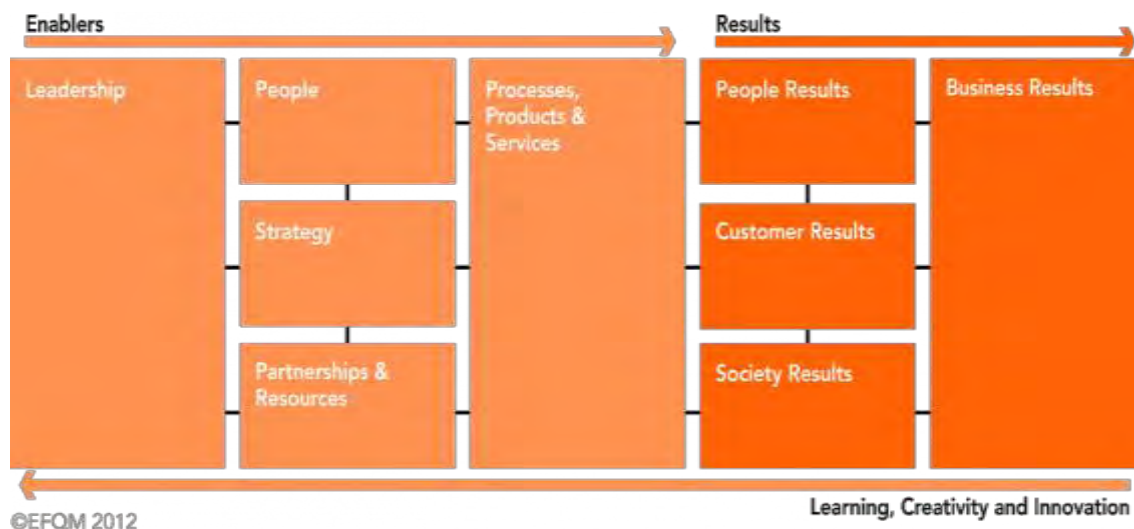 Enablers
Results
Leadership
People
Processes,
Products &
Services
People Results
Business Results
Strategy
Customer Results
Partnerships &
Resources
Society Results
Learning, Creativity and Innovation
©EFQM 2012